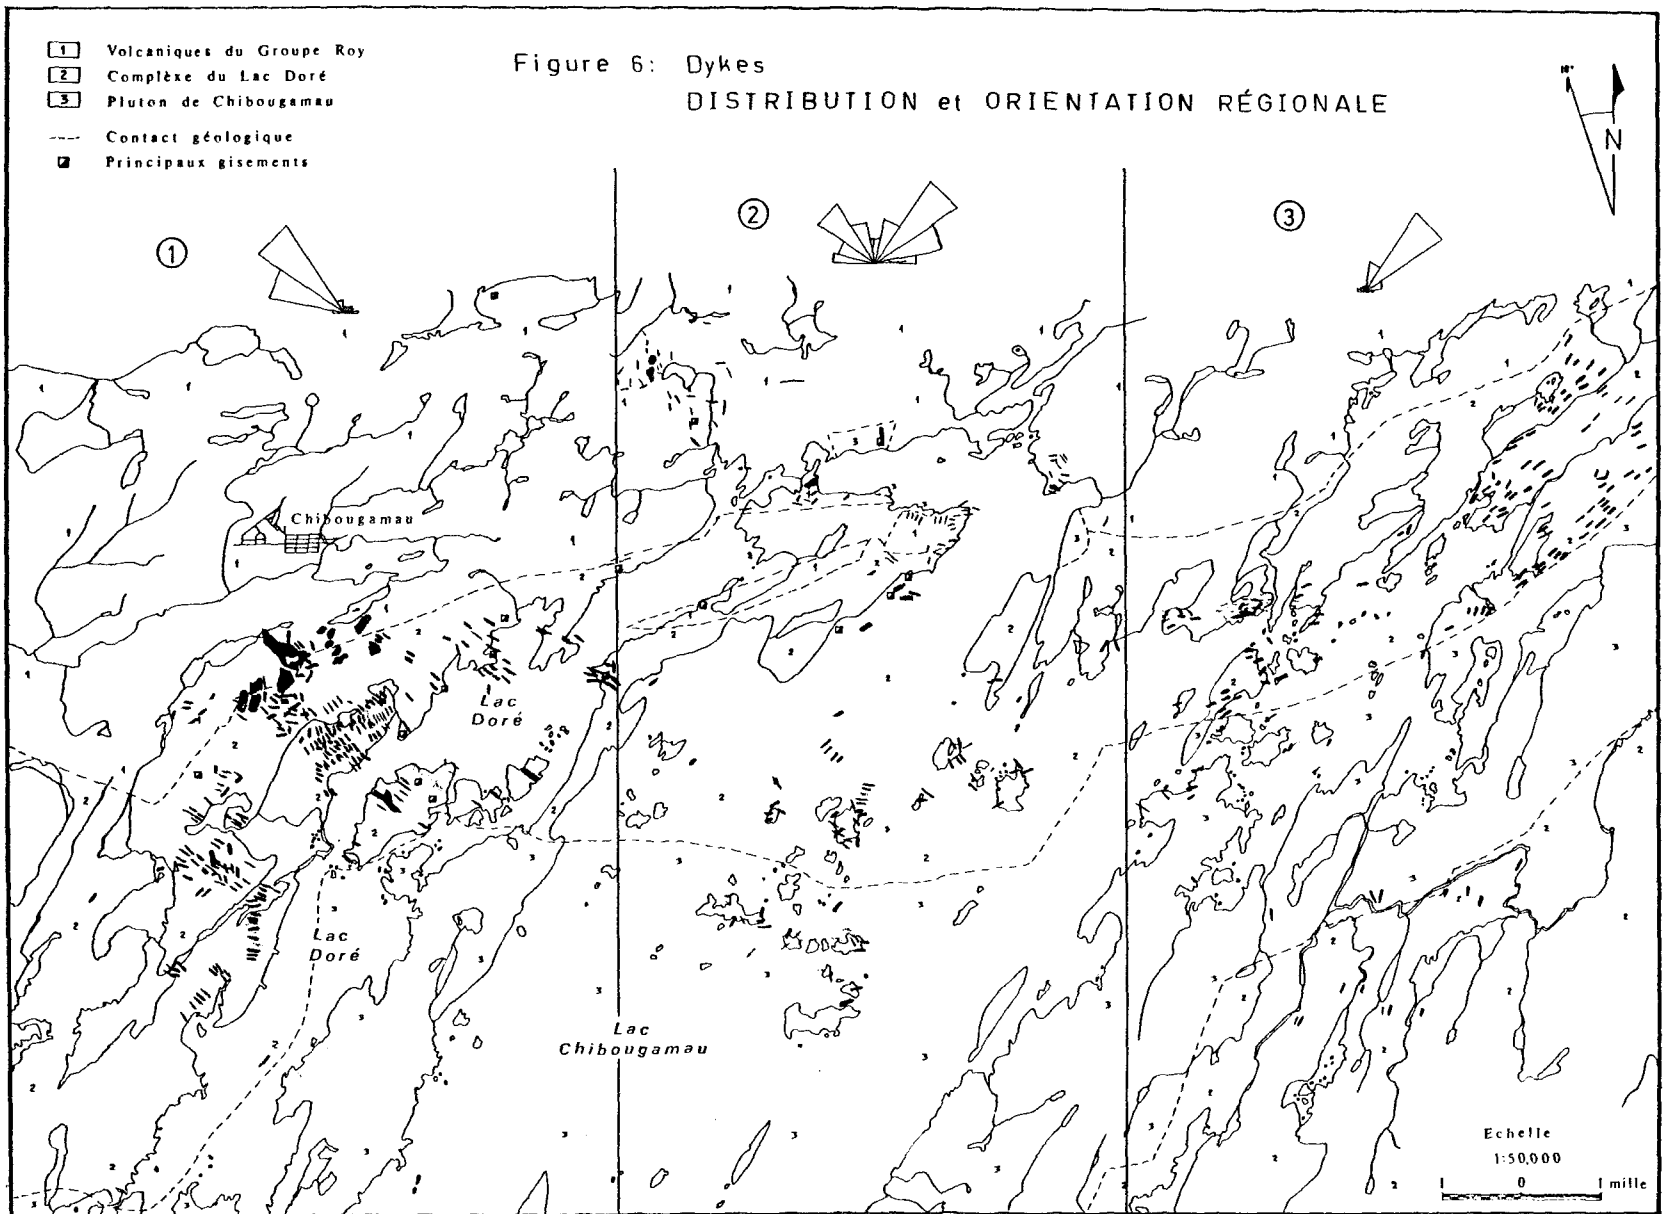 1 Volcaniques du Groupe Roy
2 Complèxe du Lac Doré
3 Pluton de Chibougamau
Contact géologique
Principaux gisements
Figure 6: Dykes
DISTRIBUTION et ORIENTATION RÉGIONALE
N
1
2
3
Chibougamau
Lac
Doré
Lac
Doré
Lac
Chibougamau
Echelle
1:50,000
1 0 1 mille